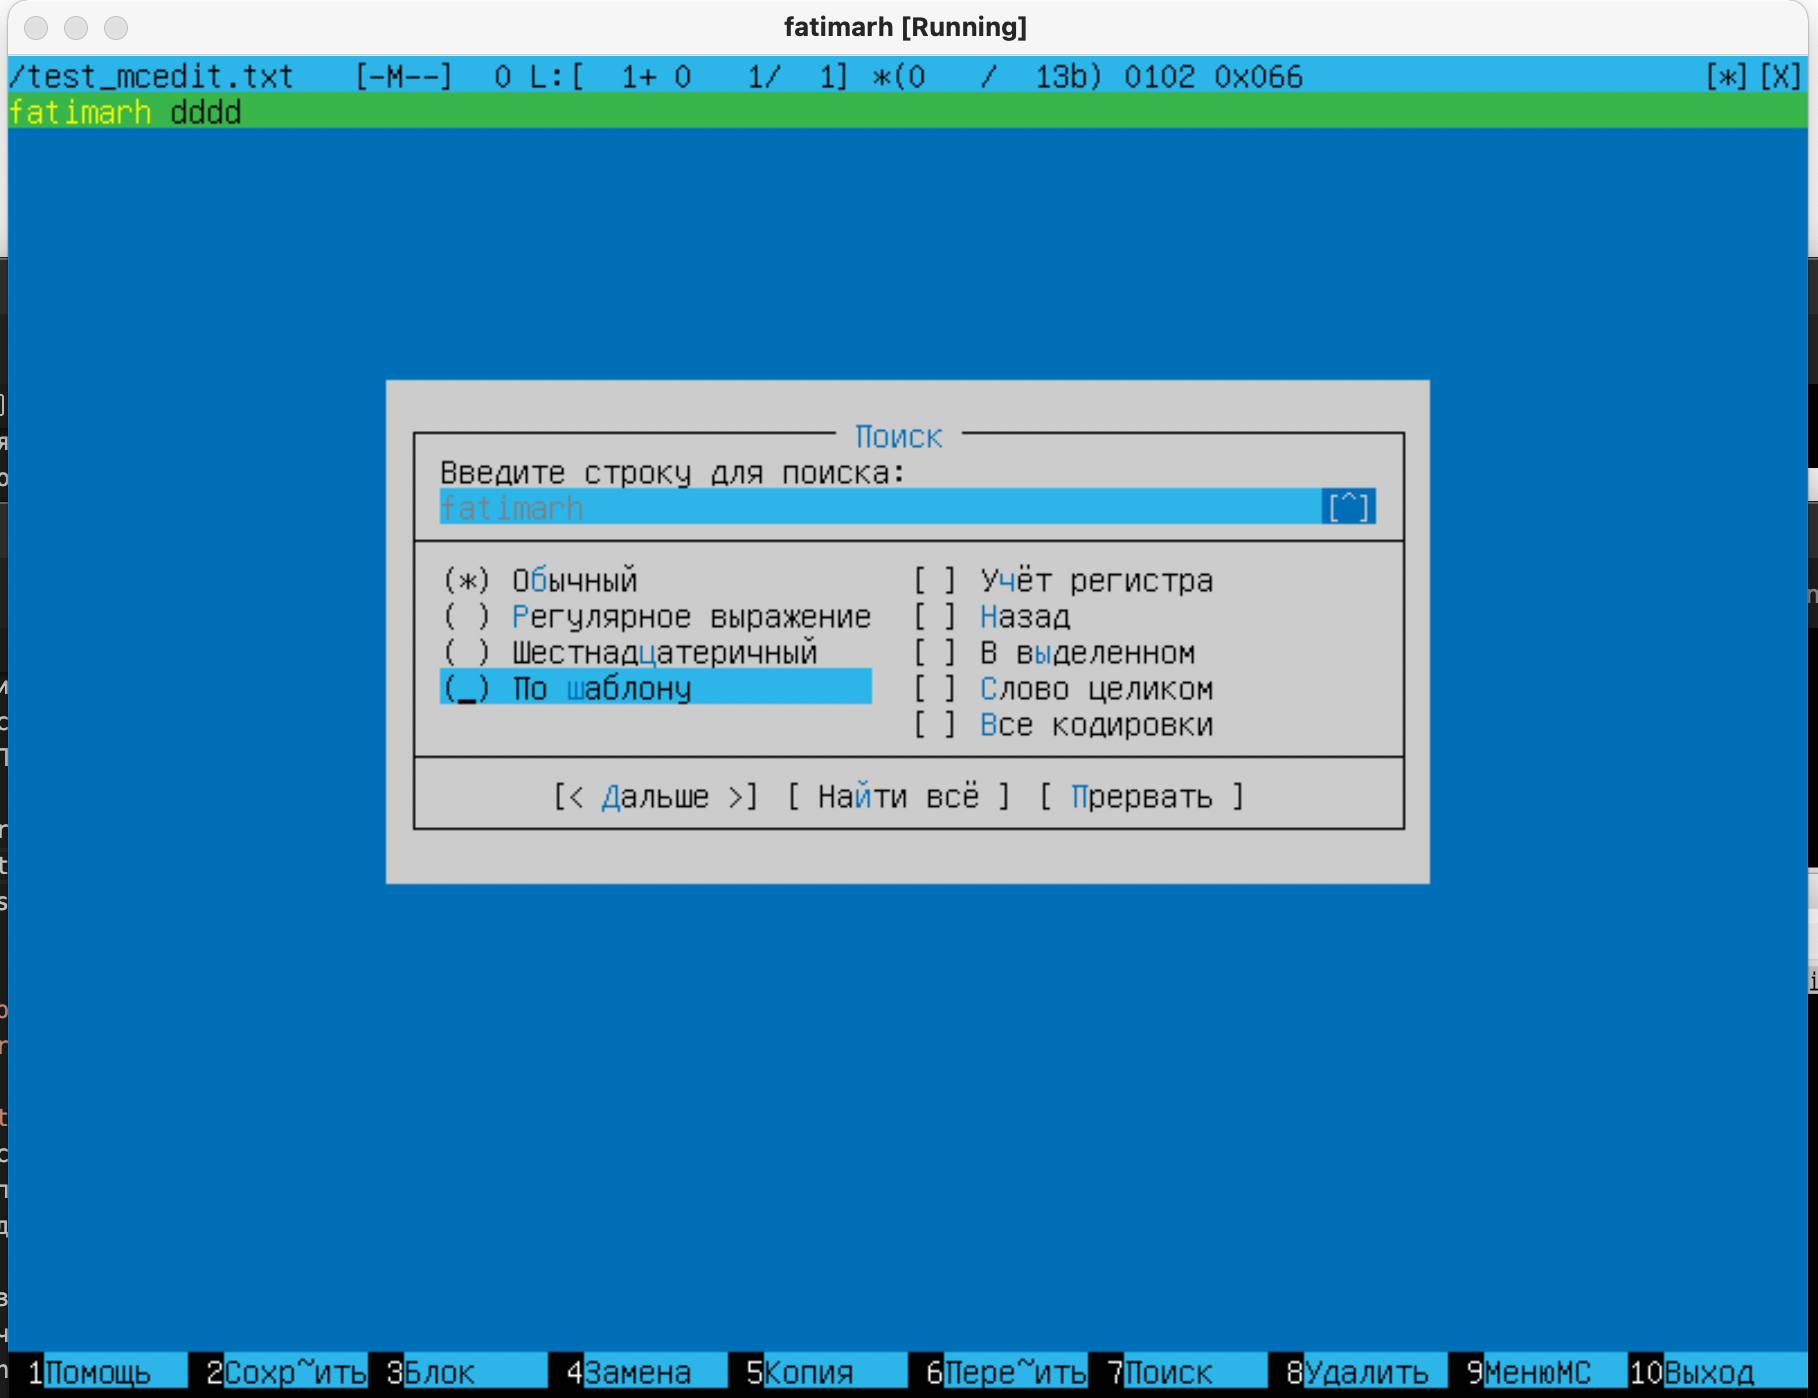 fatimarh [Running]
/test_mcedit.txt [-M--] 0 L:[ 1+ 0 1/ 1] *(0 / 13b) 0102 0x066 [*][X]
fatimarh dddd
Поиск
Введите строку для поиска:
fatimarh [^]
(*) Обычный [ ] Учёт регистра
( ) Регулярное выражение [ ] Назад
( ) Шестнадцатеричный [ ] В выделенном
(_) По шаблону [ ] Слово целиком
[ ] Все кодировки
[< Дальше >] [ Найти всё ] [ Прервать ]
1Помощь 2Сохр~ить 3Блок 4Замена 5Копия 6Пере~ить 7Поиск 8Удалить 9МенюMC 10Выход